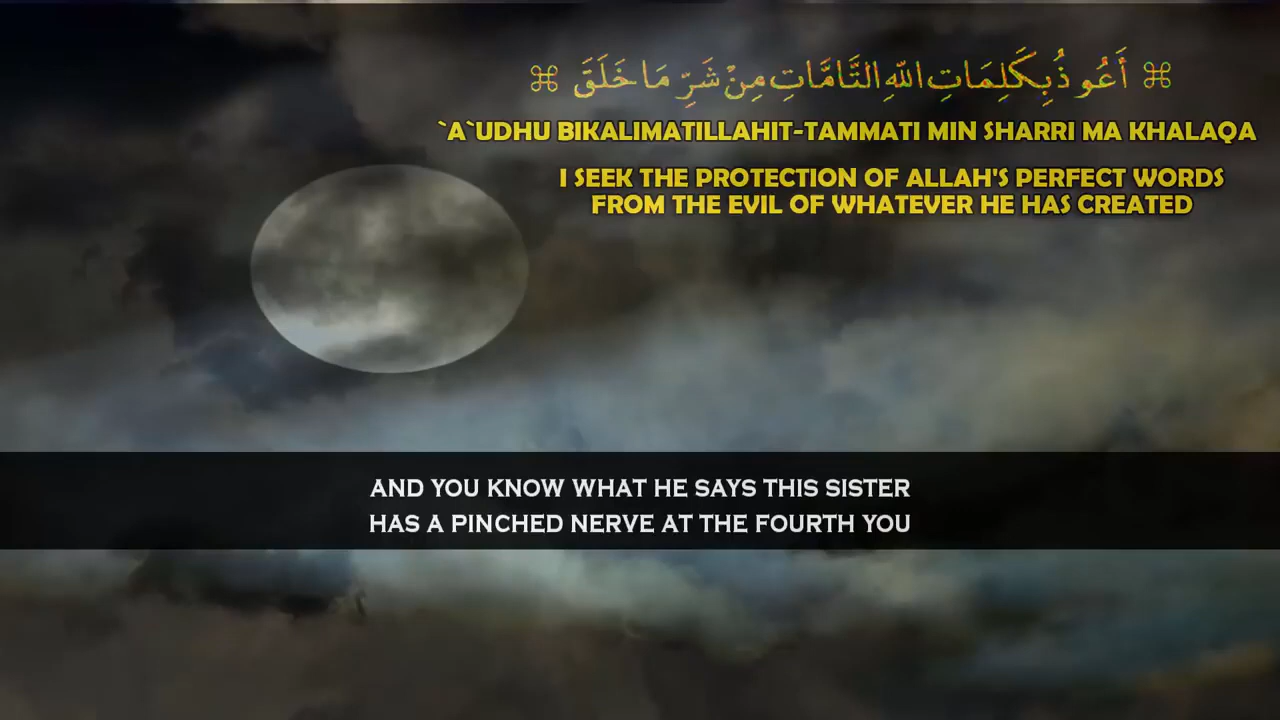 ⌘ أَعُوذُ بِكَلِمَاتِ اللّٰهِ التَّامَّاتِ مِنْ شَرِّ مَا خَلَقَ ⌘
`A`UDHU BIKALIMATILLAHIT-TAMMATI MIN SHARRI MA KHALAQA
I SEEK THE PROTECTION OF ALLAH'S PERFECT WORDS
FROM THE EVIL OF WHATEVER HE HAS CREATED
AND YOU KNOW WHAT HE SAYS THIS SISTER
HAS A PINCHED NERVE AT THE FOURTH YOU